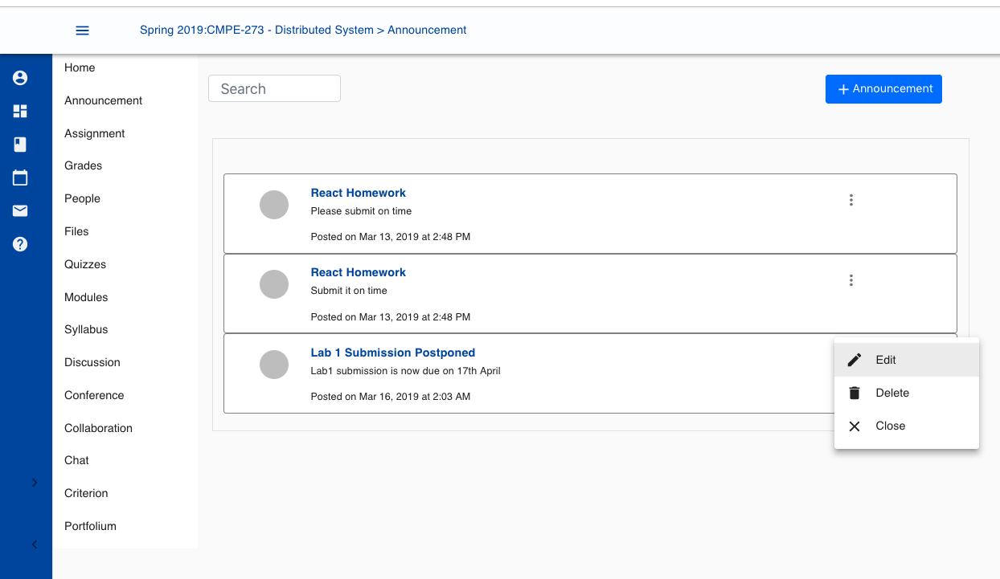 Spring 2019:CMPE-273 - Distributed System > Announcement
Home
Announcement
Assignment
Grades
People
Files
Quizzes
Modules
Syllabus
Discussion
Conference
Collaboration
Chat
Criterion
Portfolium
Search
+ Announcement
React Homework
Please submit on time
Posted on Mar 13, 2019 at 2:48 PM
React Homework
Submit it on time
Posted on Mar 13, 2019 at 2:48 PM
Lab 1 Submission Postponed
Lab1 submission is now due on 17th April
Posted on Mar 16, 2019 at 2:03 AM
Edit
Delete
Close